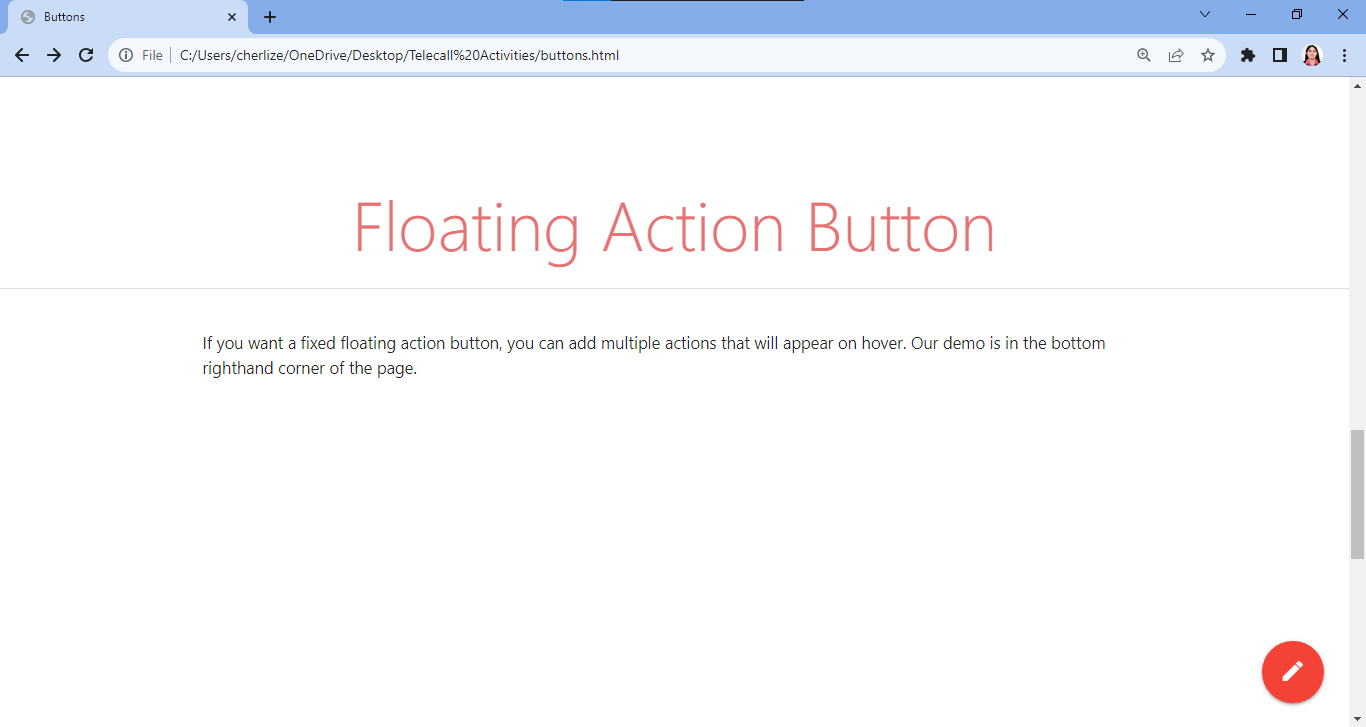 Buttons
File
C:/Users/cherlize/OneDrive/Desktop/Telecall%20Activities/buttons.html
Floating Action Button
If you want a fixed floating action button, you can add multiple actions that will appear on hover. Our demo is in the bottom
righthand corner of the page.